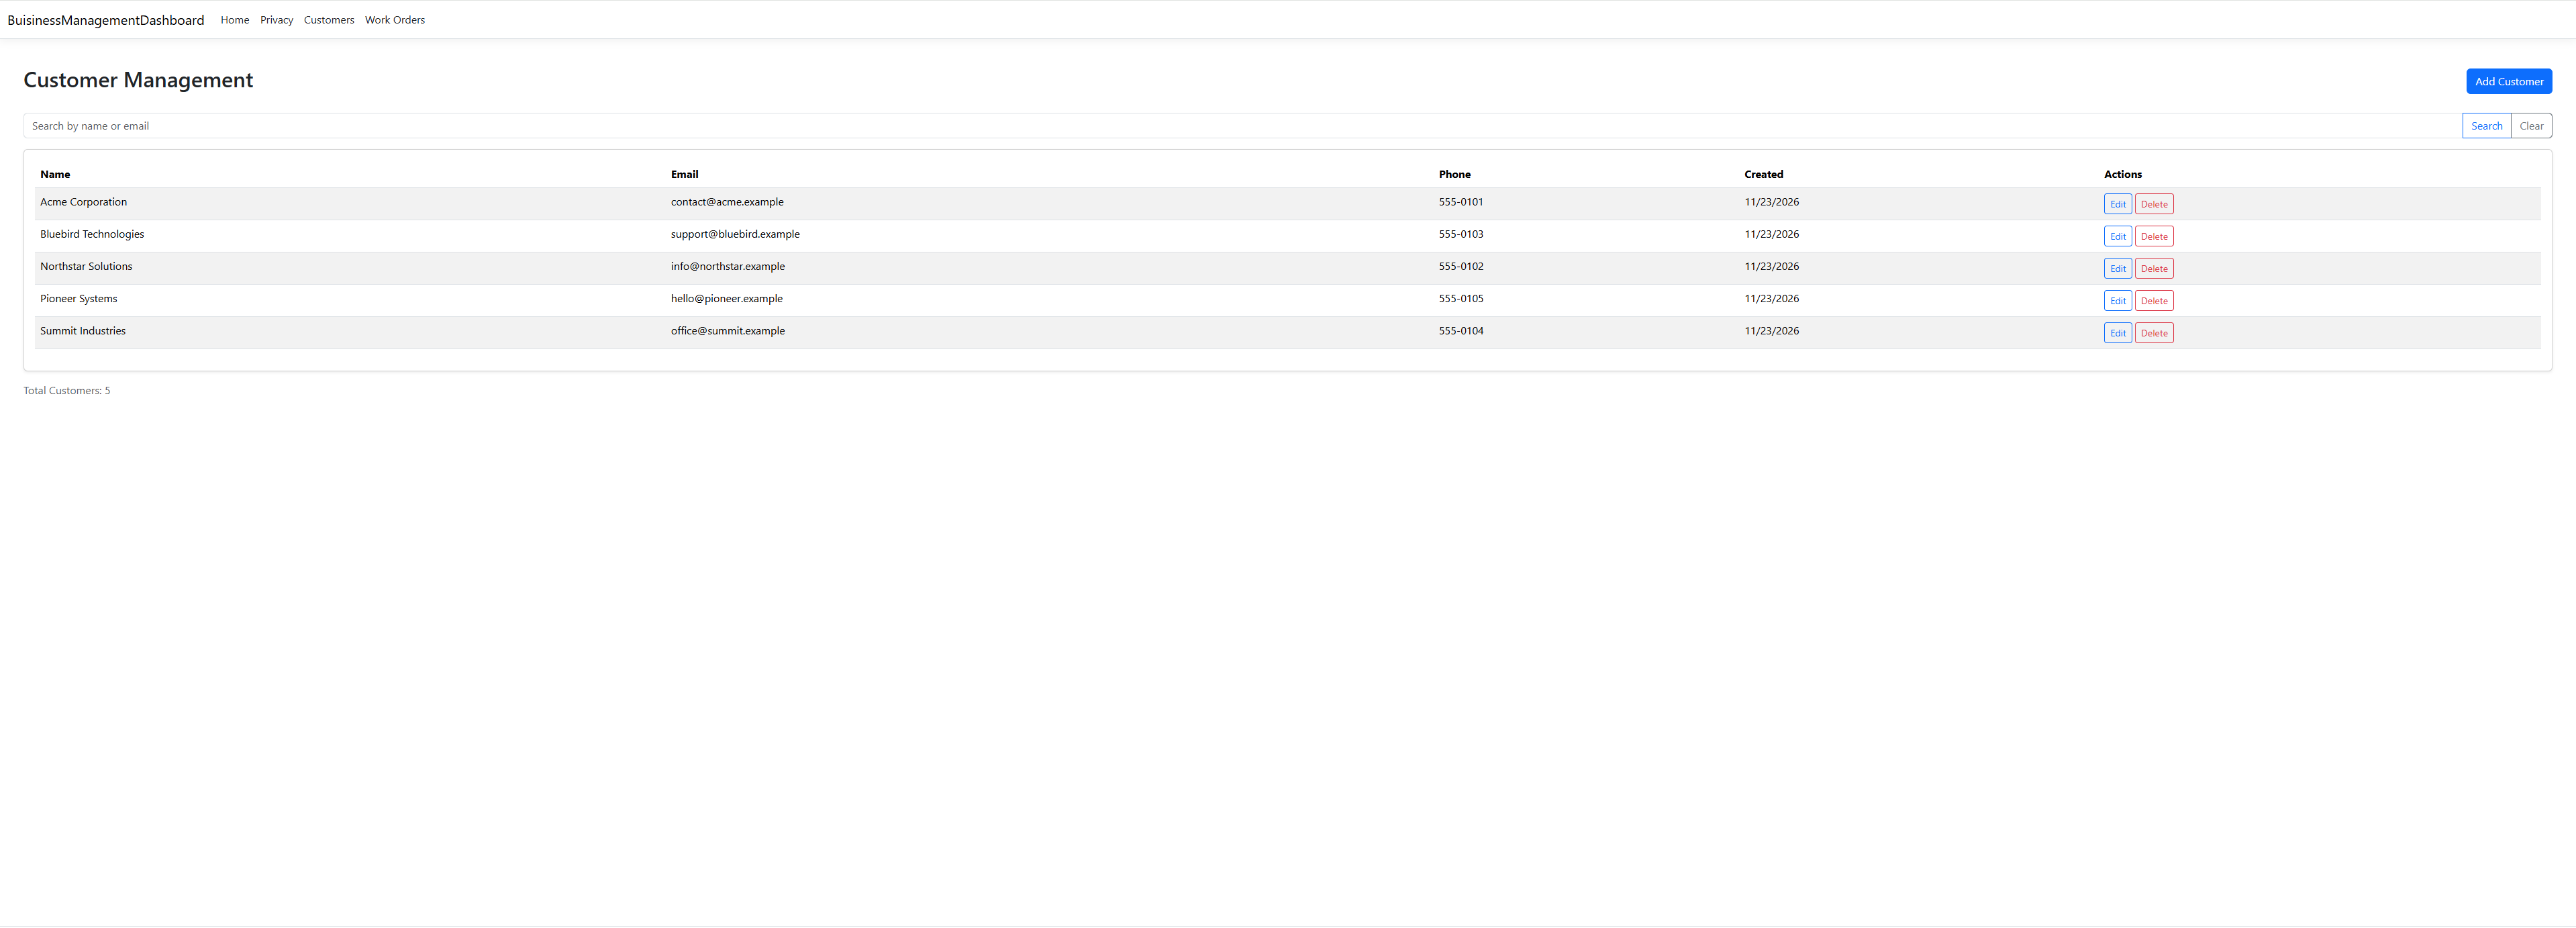 BuisinessManagementDashboard Home Privacy Customers Work Orders
Customer Management Add Customer
Search by name or email Search Clear
Name Email Phone Created Actions
Acme Corporation contact@acme.example 555-0101 11/23/2026 Edit Delete
Bluebird Technologies support@bluebird.example 555-0103 11/23/2026 Edit Delete
Northstar Solutions info@northstar.example 555-0102 11/23/2026 Edit Delete
Pioneer Systems hello@pioneer.example 555-0105 11/23/2026 Edit Delete
Summit Industries office@summit.example 555-0104 11/23/2026 Edit Delete
Total Customers: 5